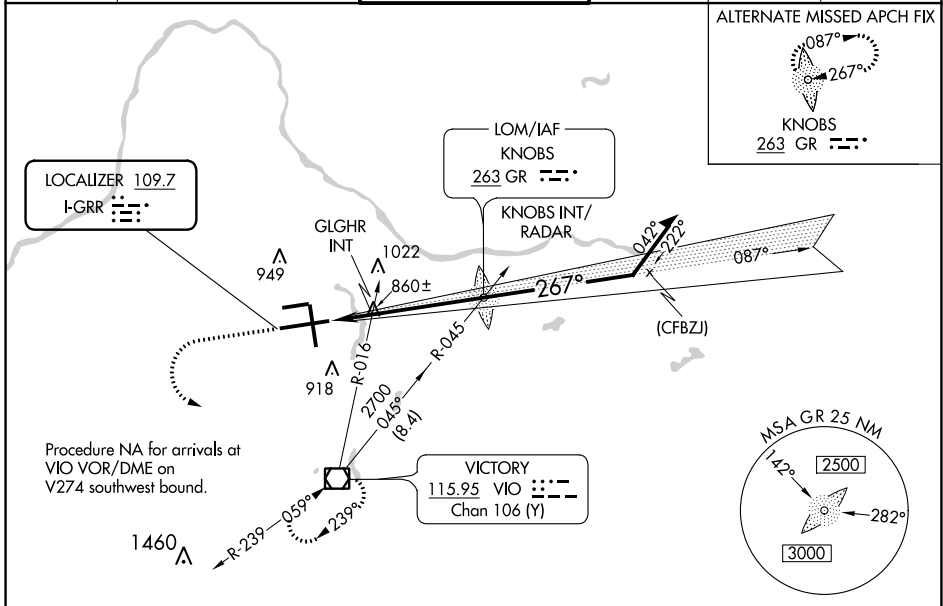 ALTERNATE MISSED APCH FIX
087°
267°
KNOBS
263 GR
LOM/IAF
KNOBS
263 GR
KNOBS INT/
RADAR
LOCALIZER 109.7
I-GRR
GLGHR
INT
1022
949
860±
042°
222°
087°
267°
(CFBZJ)
R-045
R-016
918
2700
045°
(8.4)
Procedure NA for arrivals at
VIO VOR/DME on
V274 southwest bound.
VICTORY
115.95 VIO
Chan 106 (Y)
R-239
059°
239°
1460
MSA GR 25 NM
142°
2500
282°
3000